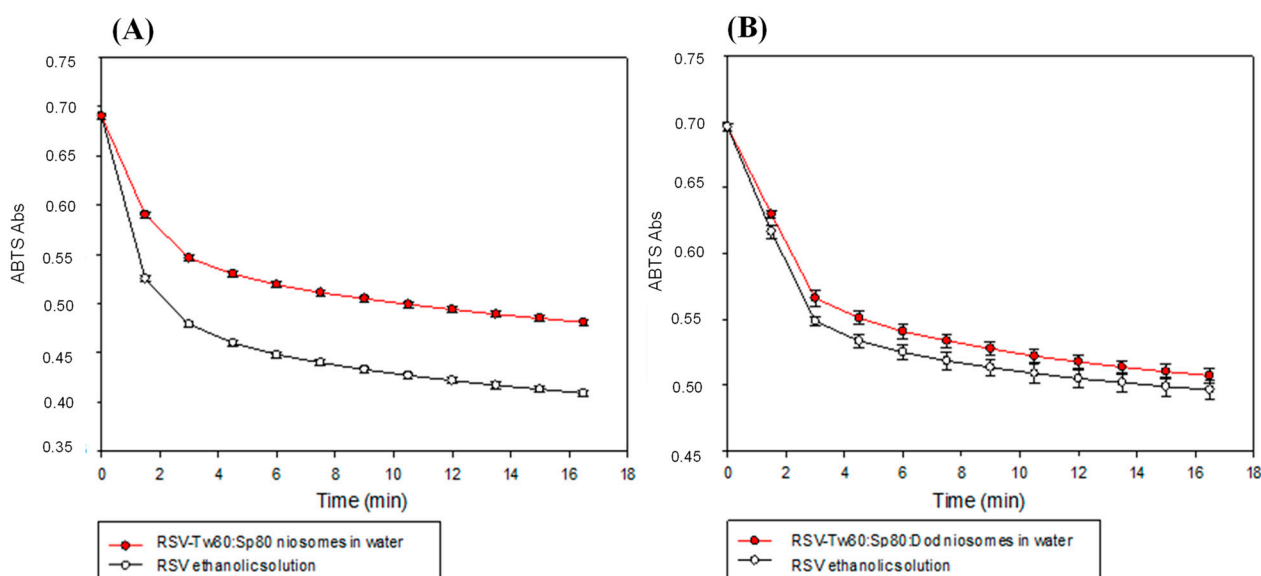 (A)
0.75
0.70
0.65
0.60
0.55
0.50
0.45
0.40
0.35
ABTS Abs
0 2 4 6 8 10 12 14 16 18
Time (min)
RSV-Tw80:Sp80 niosomes in water
RSV ethanolicsolution
(B)
0.75
0.70
0.65
0.60
0.55
0.50
0.45
ABTS Abs
0 2 4 6 8 10 12 14 16 18
Time (min)
RSV-Tw80:Sp80:Dodniosomes in water
RSV ethanolicsolution